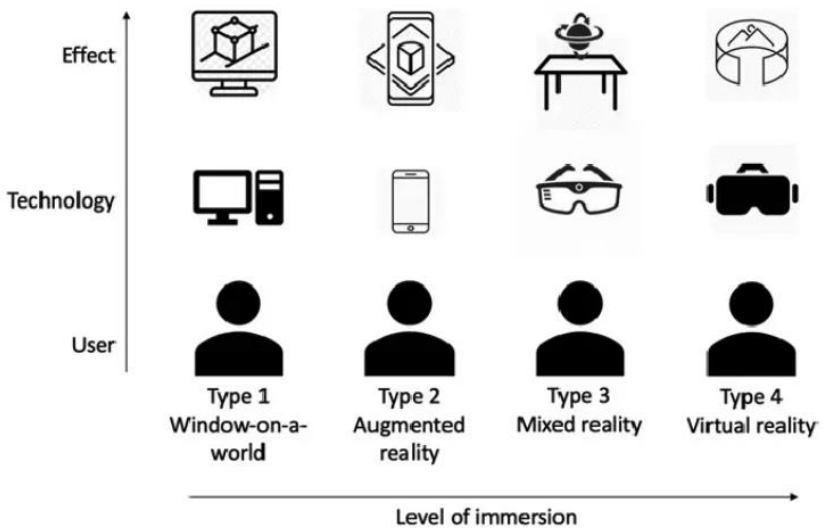 Effect
Technology
User
Type 1
Window-on-a-
world
Type 2
Augmented
reality
Type 3
Mixed reality
Type 4
Virtual reality
Level of immersion